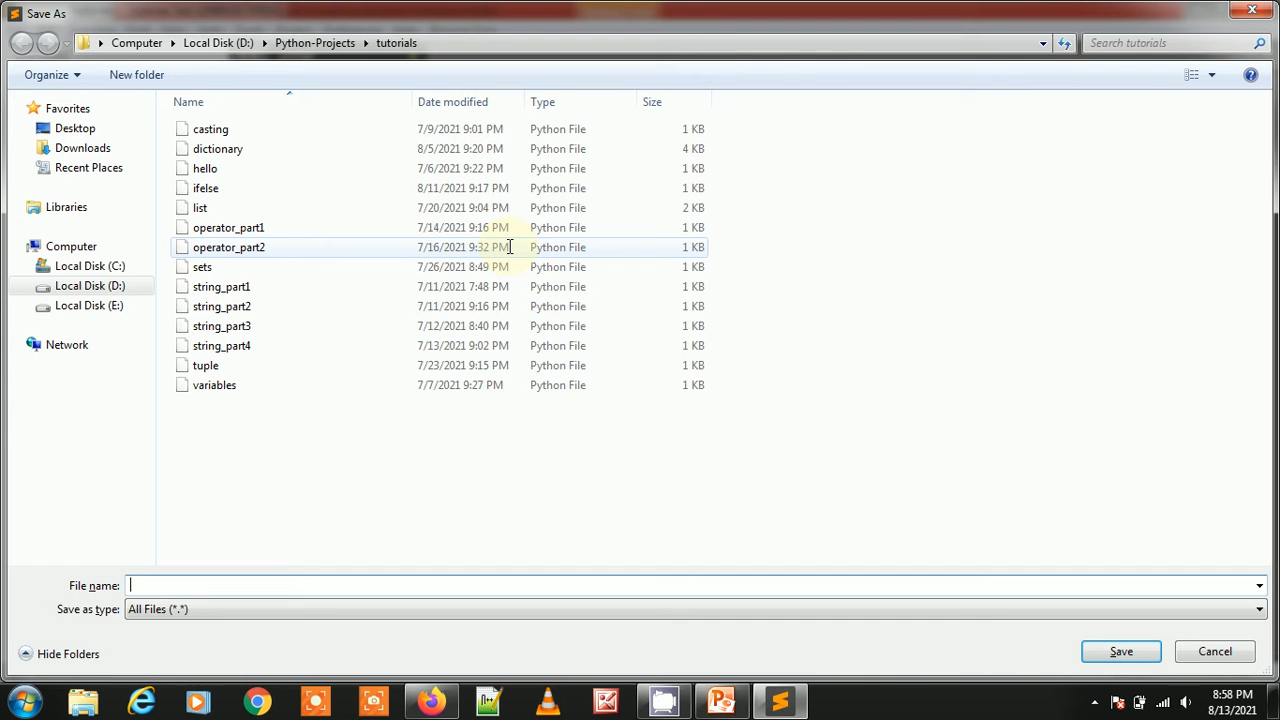 Save As
Computer Local Disk (D:) Python-Projects tutorials Search tutorials
Organize New folder
Favorites
Desktop
Downloads
Recent Places
Libraries
Computer
Local Disk (C:)
Local Disk (D:)
Local Disk (E:)
Network
Name Date modified Type Size
casting 7/9/2021 9:01 PM Python File 1 KB
dictionary 8/5/2021 9:20 PM Python File 4 KB
hello 7/6/2021 9:22 PM Python File 1 KB
ifelse 8/11/2021 9:17 PM Python File 1 KB
list 7/20/2021 9:04 PM Python File 2 KB
operator_part1 7/14/2021 9:16 PM Python File 1 KB
operator_part2 7/16/2021 9:32 PM Python File 1 KB
sets 7/26/2021 8:49 PM Python File 1 KB
string_part1 7/11/2021 7:48 PM Python File 1 KB
string_part2 7/11/2021 9:16 PM Python File 1 KB
string_part3 7/12/2021 8:40 PM Python File 1 KB
string_part4 7/13/2021 9:02 PM Python File 1 KB
tuple 7/23/2021 9:15 PM Python File 1 KB
variables 7/7/2021 9:27 PM Python File 1 KB
File name:
Save as type: All Files (*.*)
Hide Folders Save Cancel
8:58 PM
8/13/2021